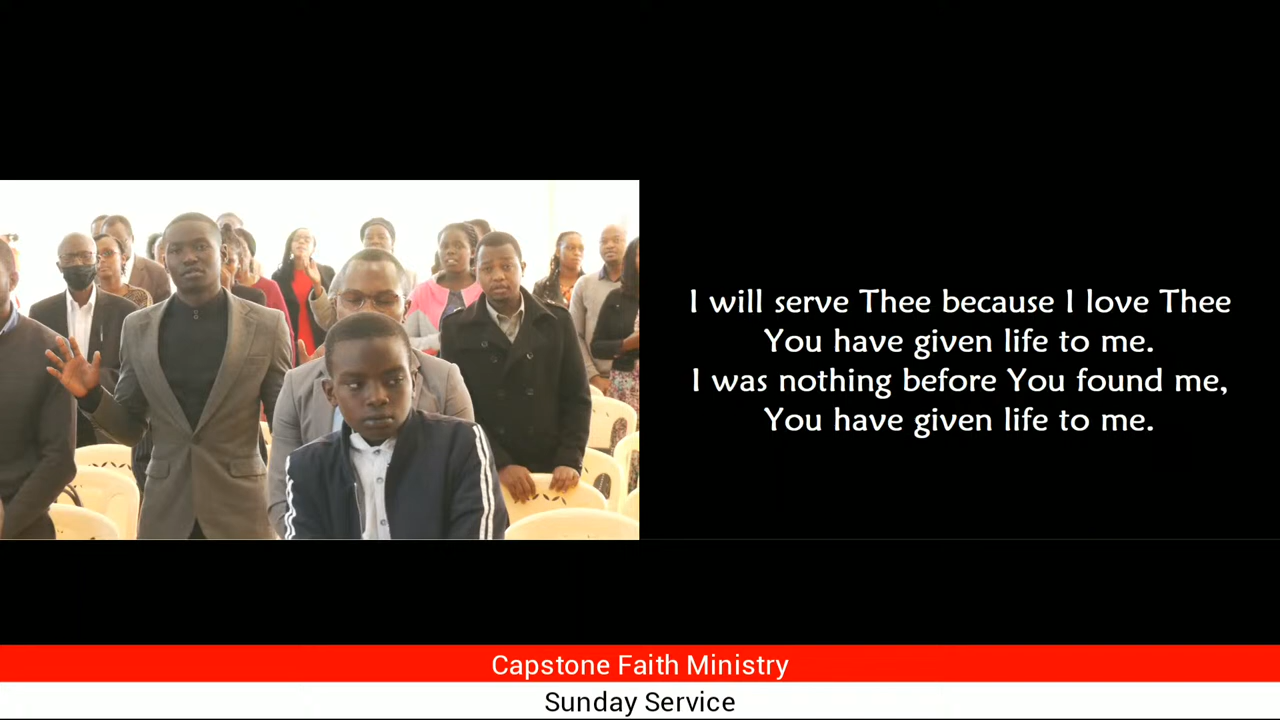 I will serve Thee because I love Thee
You have given life to me.
I was nothing before You found me,
You have given life to me.
Capstone Faith Ministry
Sunday Service